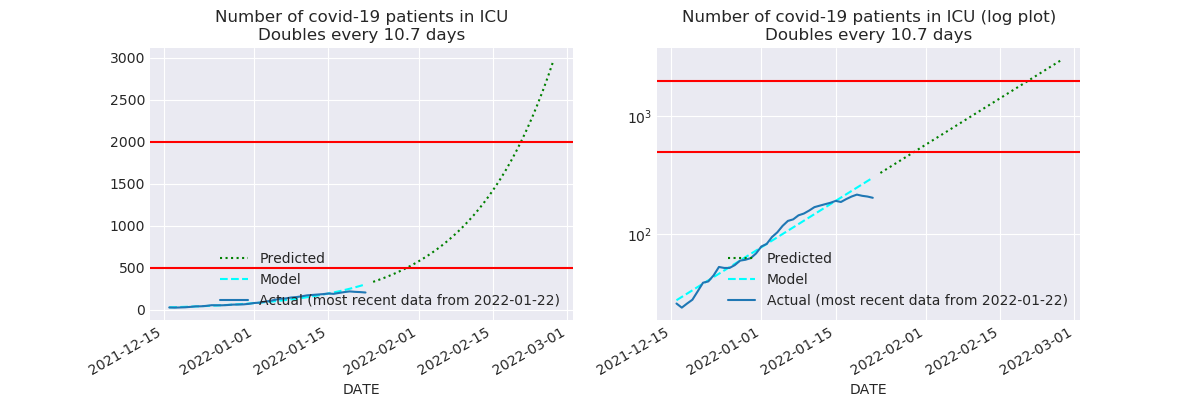 Number of covid-19 patients in ICU
Doubles every 10.7 days
3000
2500
2000
1500
1000
500
0
Predicted
Model
Actual (most recent data from 2022-01-22)
2021-12-15
2022-01-01
2022-01-15
2022-02-01
2022-02-15
2022-03-01
DATE
Number of covid-19 patients in ICU (log plot)
Doubles every 10.7 days
10³
10²
Predicted
Model
Actual (most recent data from 2022-01-22)
2021-12-15
2022-01-01
2022-01-15
2022-02-01
2022-02-15
2022-03-01
DATE